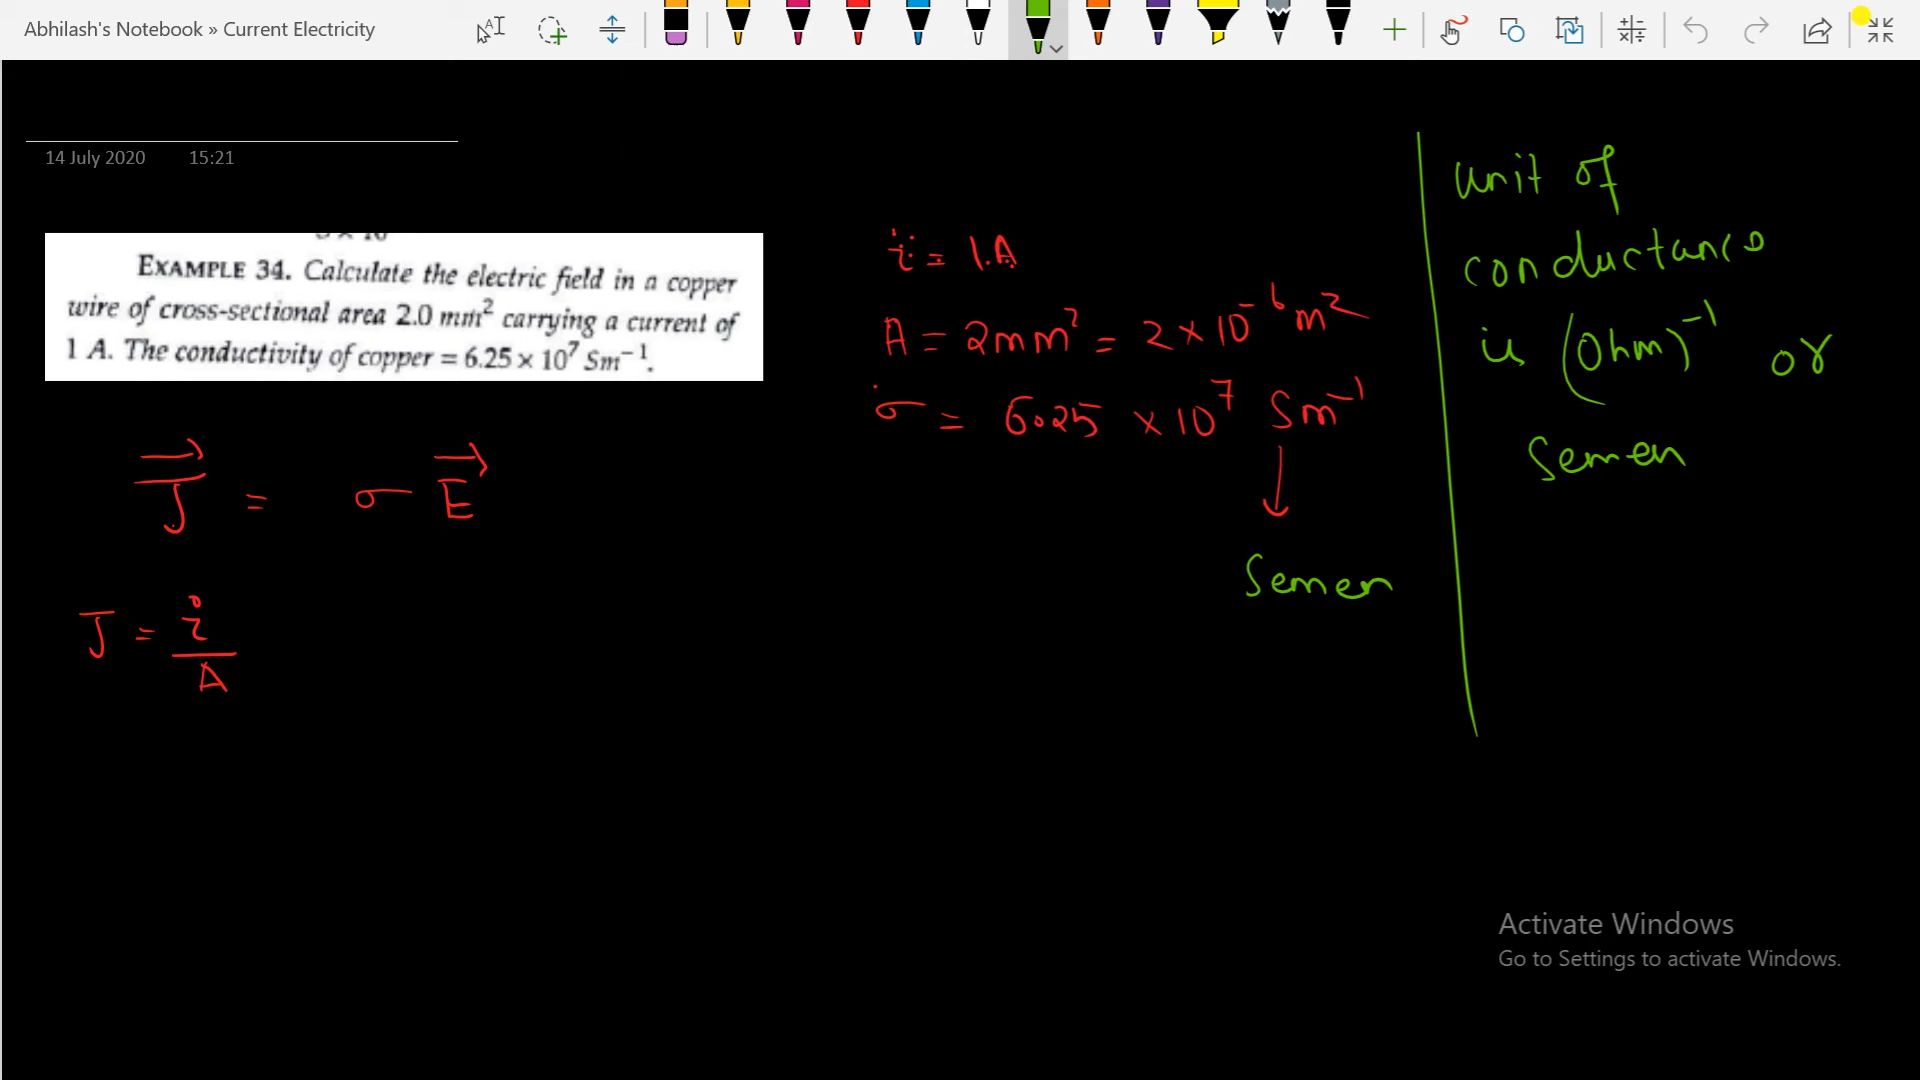 Abhilash's Notebook » Current Electricity
14 July 2020 15:21
EXAMPLE 34. Calculate the electric field in a copper
wire of cross-sectional area 2.0 mm² carrying a current of
1 A. The conductivity of copper = 6.25 × 10⁷ Sm⁻¹.
i = 1.A
A = 2mm² = 2 × 10⁻⁶ m²
σ = 6.25 × 10⁷ Sm⁻¹
Semen
J⃗ = σ E⃗
J = i
A
unit of
conductance
is (Ohm)⁻¹ or
Semen
Activate Windows
Go to Settings to activate Windows.